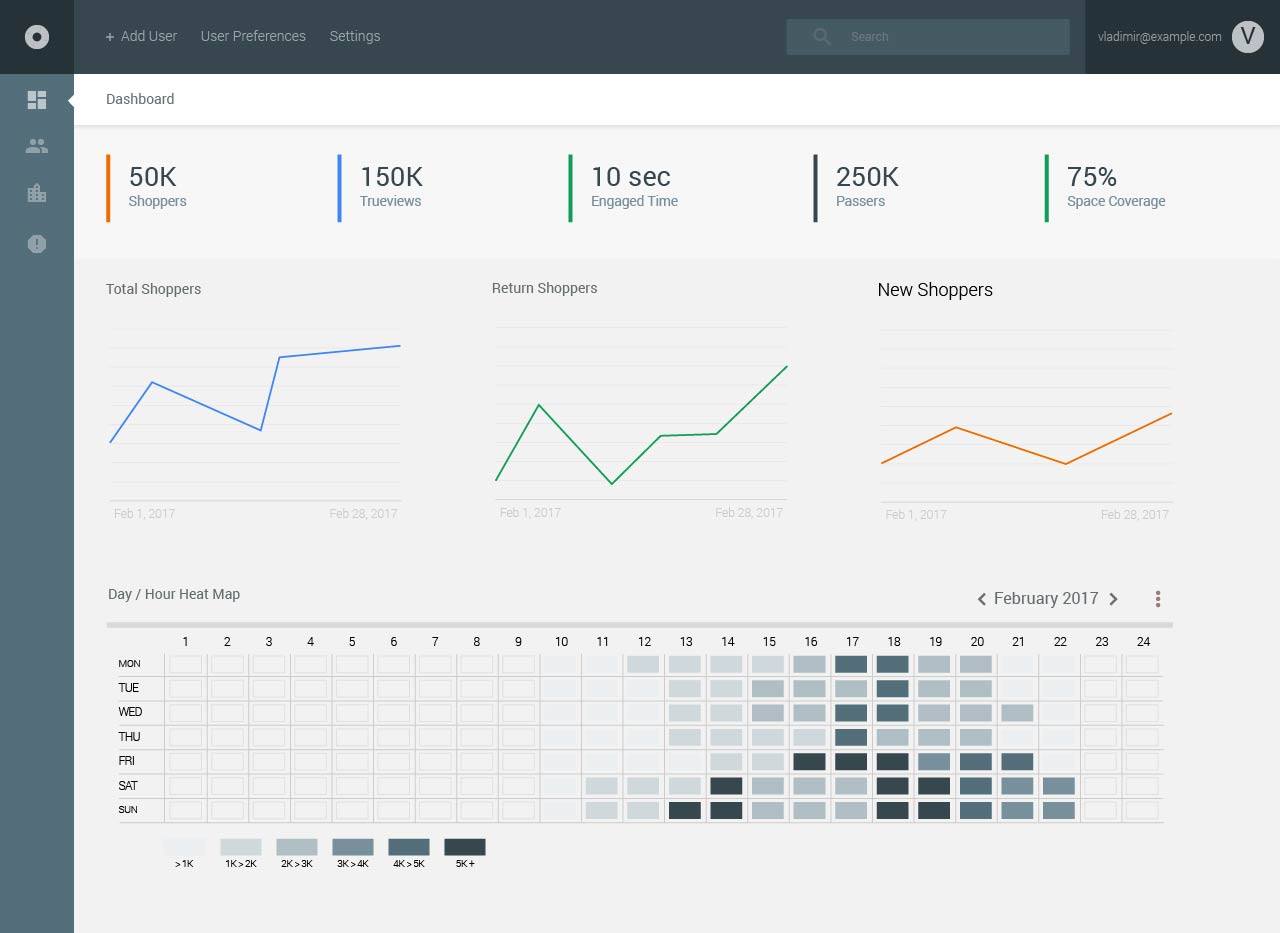 + Add User User Preferences Settings Search vladimir@example.com V
Dashboard
50K 150K 10 sec 250K 75%
Shoppers Trueviews Engaged Time Passers Space Coverage
Total Shoppers Return Shoppers New Shoppers
Feb 1, 2017 Feb 28, 2017 Feb 1, 2017 Feb 28, 2017 Feb 1, 2017 Feb 28, 2017
Day / Hour Heat Map February 2017
1 2 3 4 5 6 7 8 9 10 11 12 13 14 15 16 17 18 19 20 21 22 23 24
MON
TUE
WED
THU
FRI
SAT
SUN
>1K 1K>2K 2K>3K 3K>4K 4K>5K 5K+